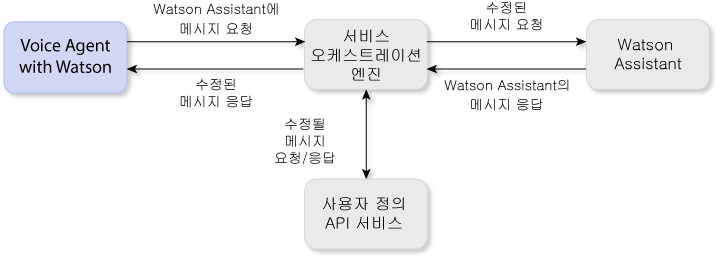 Watson Assistant에
메시지 요청
수정된
메시지 요청
Voice Agent
with Watson
서비스
오케스트레이션
엔진
Watson
Assistant
수정된
메시지 응답
Watson Assistant의
메시지 응답
수정될
메시지
요청/응답
사용자 정의
API 서비스